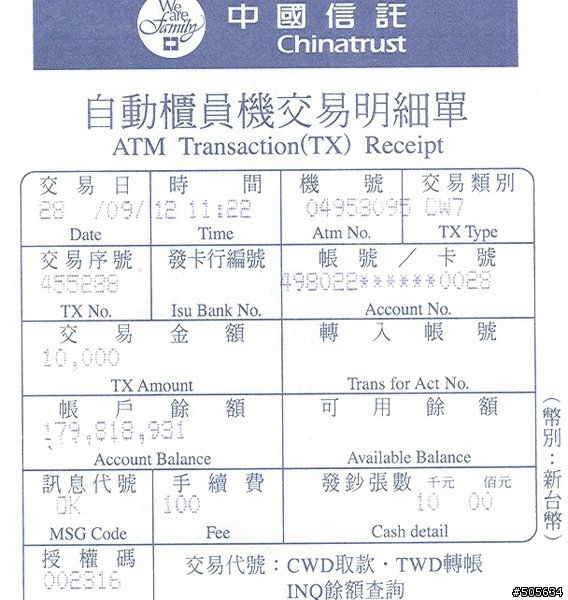 We are Family
中國信託
Chinatrust
自動櫃員機交易明細單
ATM Transaction(TX) Receipt
交易日 時間 機號 交易類別
28 /09/ 12 11:22 04953095 CW7
Date Time Atm No. TX Type
交易序號 發卡行編號 帳號／卡號
455238 498022******0028
TX No. Isu Bank No. Account No.
交易金額 轉入帳號
10,000
TX Amount Trans for Act No.
帳戶餘額 可用餘額
179,818,931
Account Balance Available Balance
訊息代號 手續費 發鈔張數 千元 佰元
OK 100 10 00
MSG Code Fee Cash detail
授權碼 交易代號：CWD取款・TWD轉帳
002316 INQ餘額查詢
（幣別：新台幣）
#505634